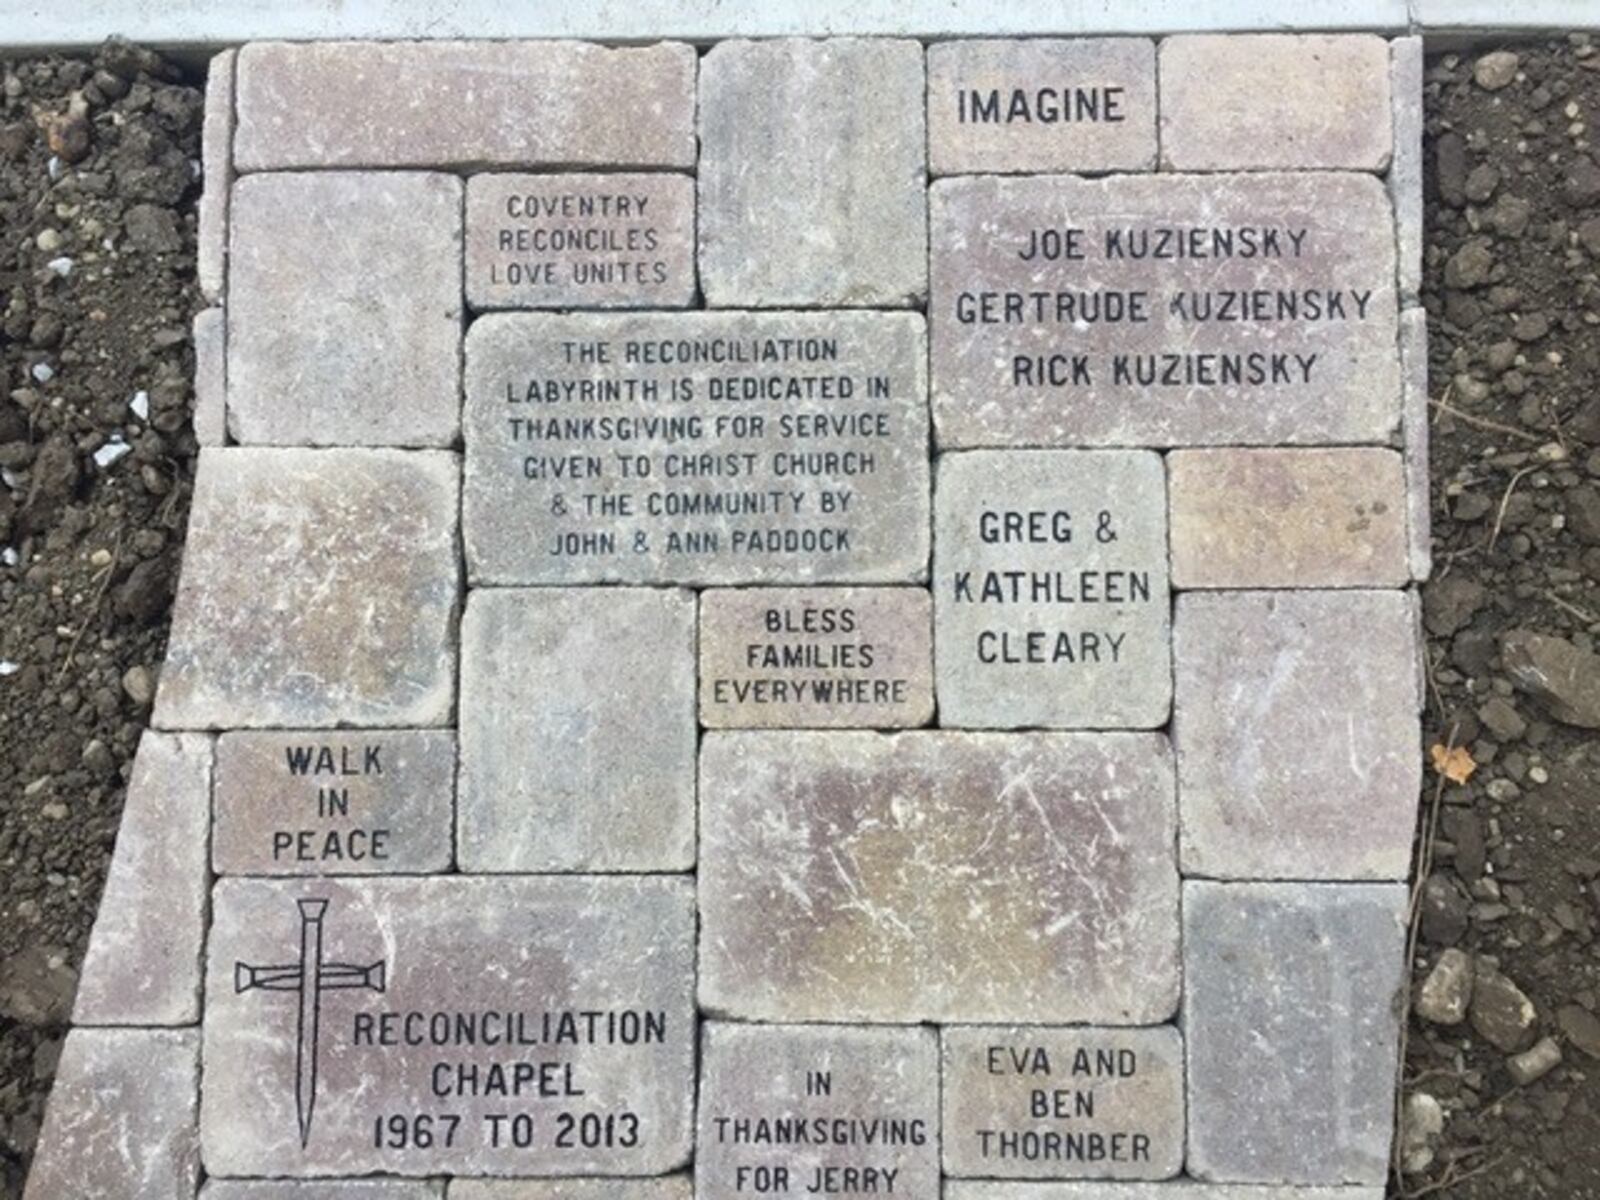 IMAGINE
COVENTRY
RECONCILES
LOVE UNITES
JOE KUZIENSKY
GERTRUDE KUZIENSKY
RICK KUZIENSKY
THE RECONCILIATION
LABYRINTH IS DEDICATED IN
THANKSGIVING FOR SERVICE
GIVEN TO CHRIST CHURCH
& THE COMMUNITY BY
JOHN & ANN PADDOCK
GREG &
KATHLEEN
CLEARY
BLESS
FAMILIES
EVERYWHERE
WALK
IN
PEACE
RECONCILIATION
CHAPEL
1967 TO 2013
IN
THANKSGIVING
FOR JERRY
EVA AND
BEN
THORNBER